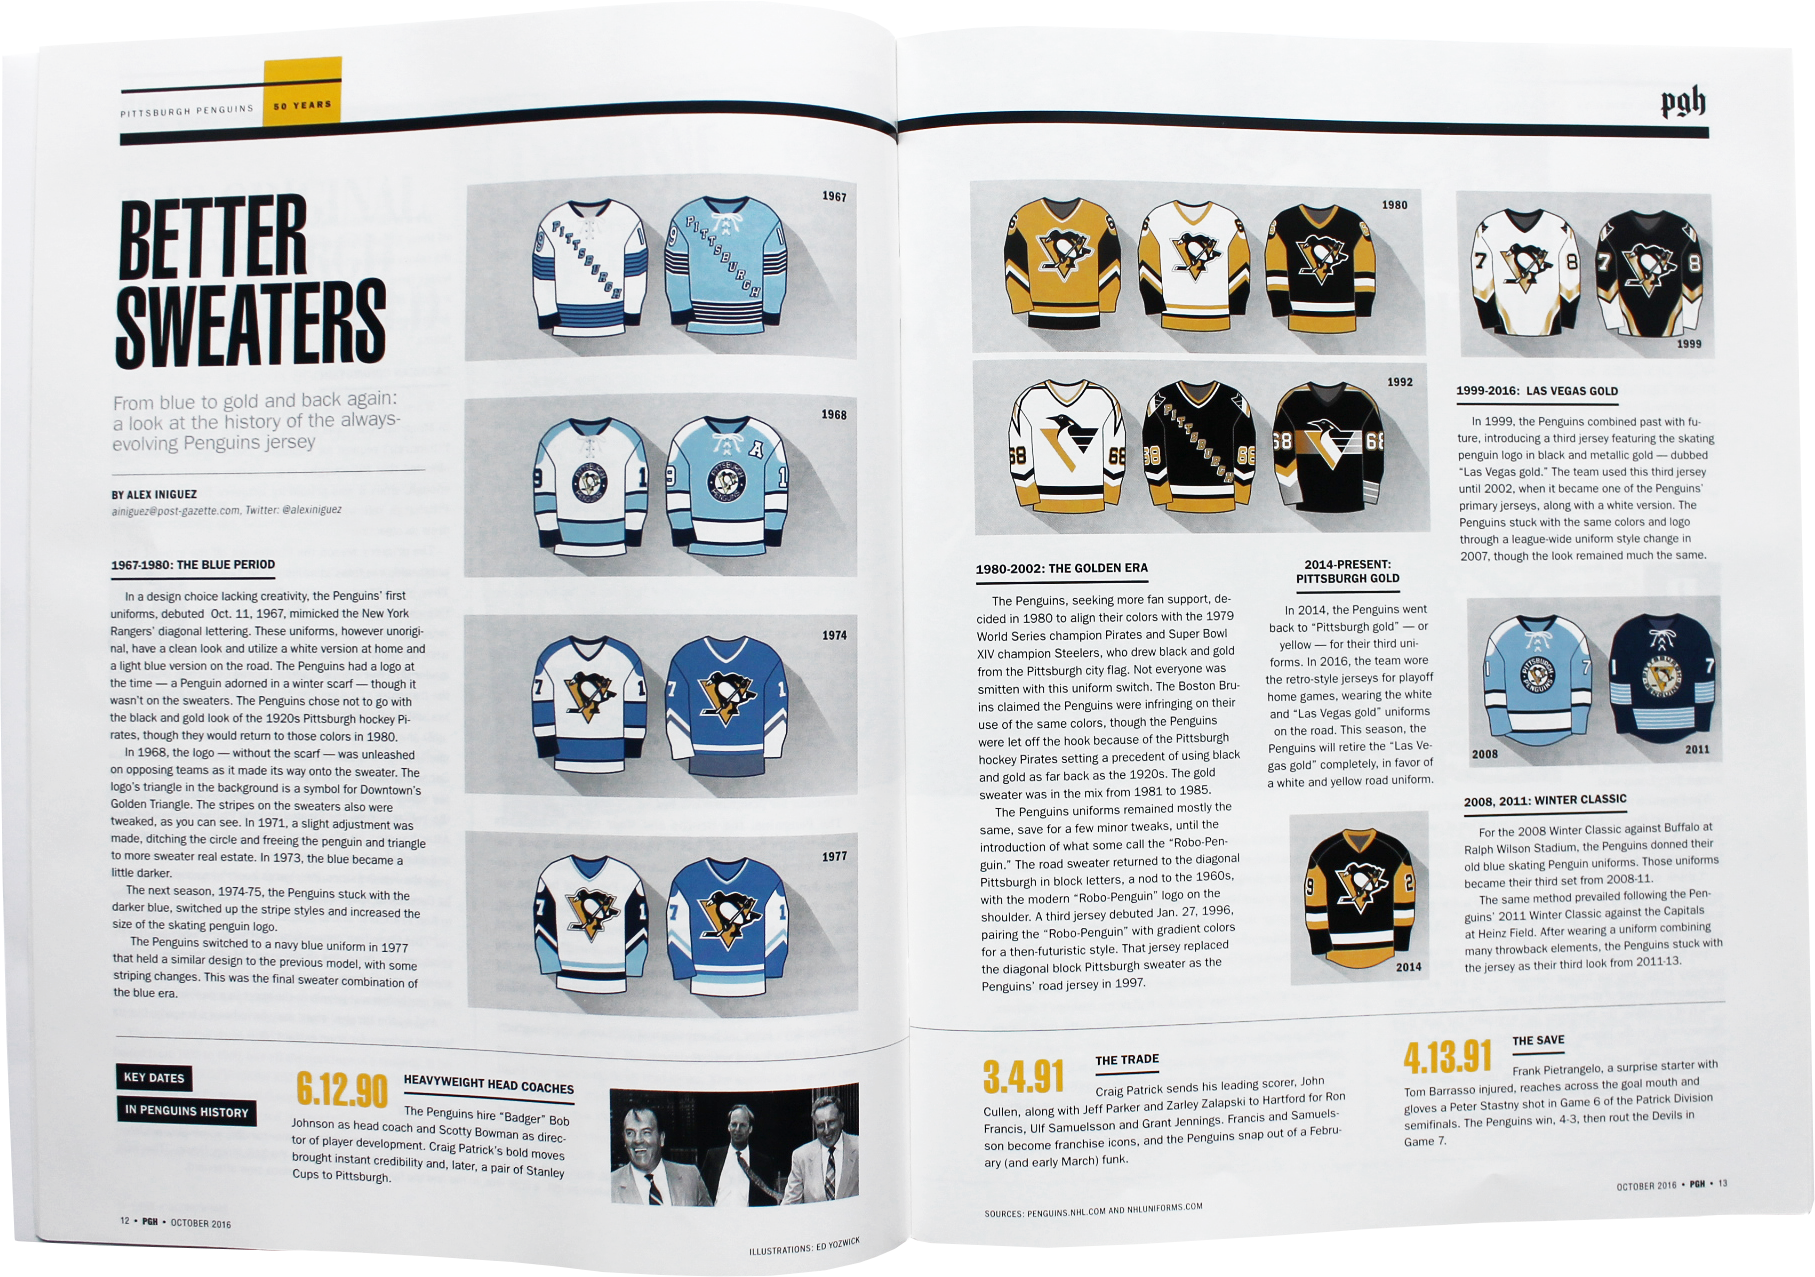 PITTSBURGH PENGUINS
50 YEARS
BETTER
SWEATERS
From blue to gold and back again:
a look at the history of the always-
evolving Penguins jersey
BY ALEX INIGUEZ
ainiguez@post-gazette.com, Twitter: @alexiniguez
1967-1980: THE BLUE PERIOD
In a design choice lacking creativity, the Penguins' first
uniforms, debuted Oct. 11, 1967, mimicked the New York
Rangers' diagonal lettering. These uniforms, however unorigi-
nal, have a clean look and utilize a white version at home and
a light blue version on the road. The Penguins had a logo at
the time — a Penguin adorned in a winter scarf — though it
wasn't on the sweaters. The Penguins chose not to go with
the black and gold look of the 1920s Pittsburgh hockey Pi-
rates, though they would return to those colors in 1980.
In 1968, the logo — without the scarf — was unleashed
on opposing teams as it made its way onto the sweater. The
logo's triangle in the background is a symbol for Downtown's
Golden Triangle. The stripes on the sweaters also were
tweaked, as you can see. In 1971, a slight adjustment was
made, ditching the circle and freeing the penguin and triangle
to more sweater real estate. In 1973, the blue became a
little darker.
The next season, 1974-75, the Penguins stuck with the
darker blue, switched up the stripe styles and increased the
size of the skating penguin logo.
The Penguins switched to a navy blue uniform in 1977
that held a similar design to the previous model, with some
striping changes. This was the final sweater combination of
the blue era.
1967
9 PITTSBURGH 1
9 PITTSBURGH 1
1968
9 1
9 A 1
1974
7 1
7 1
1977
7 1
7 1
KEY DATES
IN PENGUINS HISTORY
6.12.90
HEAVYWEIGHT HEAD COACHES
The Penguins hire "Badger" Bob
Johnson as head coach and Scotty Bowman as direc-
tor of player development. Craig Patrick's bold moves
brought instant credibility and, later, a pair of Stanley
Cups to Pittsburgh.
12 • PGH • OCTOBER 2016
ILLUSTRATIONS: ED YOZWICK
pgh
1980
1992
68 68
68 PITTSBURGH 68
68 68
1980-2002: THE GOLDEN ERA
The Penguins, seeking more fan support, de-
cided in 1980 to align their colors with the 1979
World Series champion Pirates and Super Bowl
XIV champion Steelers, who drew black and gold
from the Pittsburgh city flag. Not everyone was
smitten with this uniform switch. The Boston Bru-
ins claimed the Penguins were infringing on their
use of the same colors, though the Penguins
were let off the hook because of the Pittsburgh
hockey Pirates setting a precedent of using black
and gold as far back as the 1920s. The gold
sweater was in the mix from 1981 to 1985.
The Penguins uniforms remained mostly the
same, save for a few minor tweaks, until the
introduction of what some call the "Robo-Pen-
guin." The road sweater returned to the diagonal
Pittsburgh in block letters, a nod to the 1960s,
with the modern "Robo-Penguin" logo on the
shoulder. A third jersey debuted Jan. 27, 1996,
pairing the "Robo-Penguin" with gradient colors
for a then-futuristic style. That jersey replaced
the diagonal block Pittsburgh sweater as the
Penguins' road jersey in 1997.
2014-PRESENT:
PITTSBURGH GOLD
In 2014, the Penguins went
back to "Pittsburgh gold" — or
yellow — for their third uni-
forms. In 2016, the team wore
the retro-style jerseys for playoff
home games, wearing the white
and "Las Vegas gold" uniforms
on the road. This season, the
Penguins will retire the "Las Ve-
gas gold" completely, in favor of
a white and yellow road uniform.
9 2
2014
7 8
7 8
1999
1999-2016: LAS VEGAS GOLD
In 1999, the Penguins combined past with fu-
ture, introducing a third jersey featuring the skating
penguin logo in black and metallic gold — dubbed
"Las Vegas gold." The team used this third jersey
until 2002, when it became one of the Penguins'
primary jerseys, along with a white version. The
Penguins stuck with the same colors and logo
through a league-wide uniform style change in
2007, though the look remained much the same.
1 PITTSBURGH PENGUINS 7
1 7
2008
2011
2008, 2011: WINTER CLASSIC
For the 2008 Winter Classic against Buffalo at
Ralph Wilson Stadium, the Penguins donned their
old blue skating Penguin uniforms. Those uniforms
became their third set from 2008-11.
The same method prevailed following the Pen-
guins' 2011 Winter Classic against the Capitals
at Heinz Field. After wearing a uniform combining
many throwback elements, the Penguins stuck with
the jersey as their third look from 2011-13.
3.4.91
THE TRADE
Craig Patrick sends his leading scorer, John
Cullen, along with Jeff Parker and Zarley Zalapski to Hartford for Ron
Francis, Ulf Samuelsson and Grant Jennings. Francis and Samuels-
son become franchise icons, and the Penguins snap out of a Febru-
ary (and early March) funk.
4.13.91
THE SAVE
Frank Pietrangelo, a surprise starter with
Tom Barrasso injured, reaches across the goal mouth and
gloves a Peter Stastny shot in Game 6 of the Patrick Division
semifinals. The Penguins win, 4-3, then rout the Devils in
Game 7.
SOURCES: PENGUINS.NHL.COM AND NHLUNIFORMS.COM
OCTOBER 2016 • PGH • 13